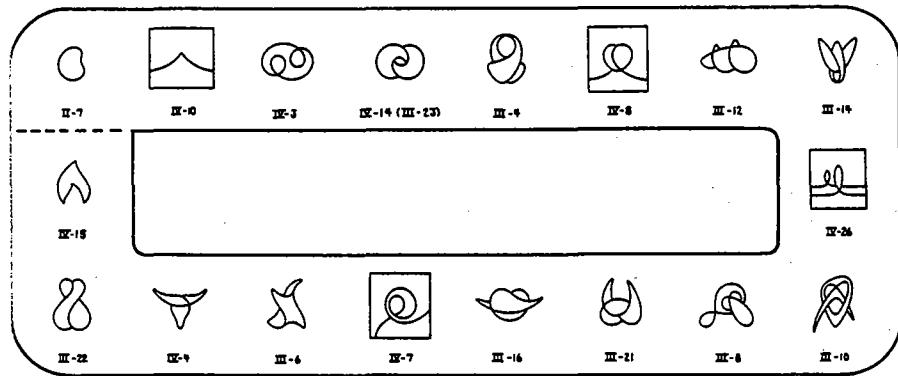 II-7 IV-10 IV-3 IV-14 (III-23) III-4 IV-8 III-12 III-14
IV-15 IV-26
III-22 IV-4 III-6 IV-7 III-16 III-21 III-8 III-10